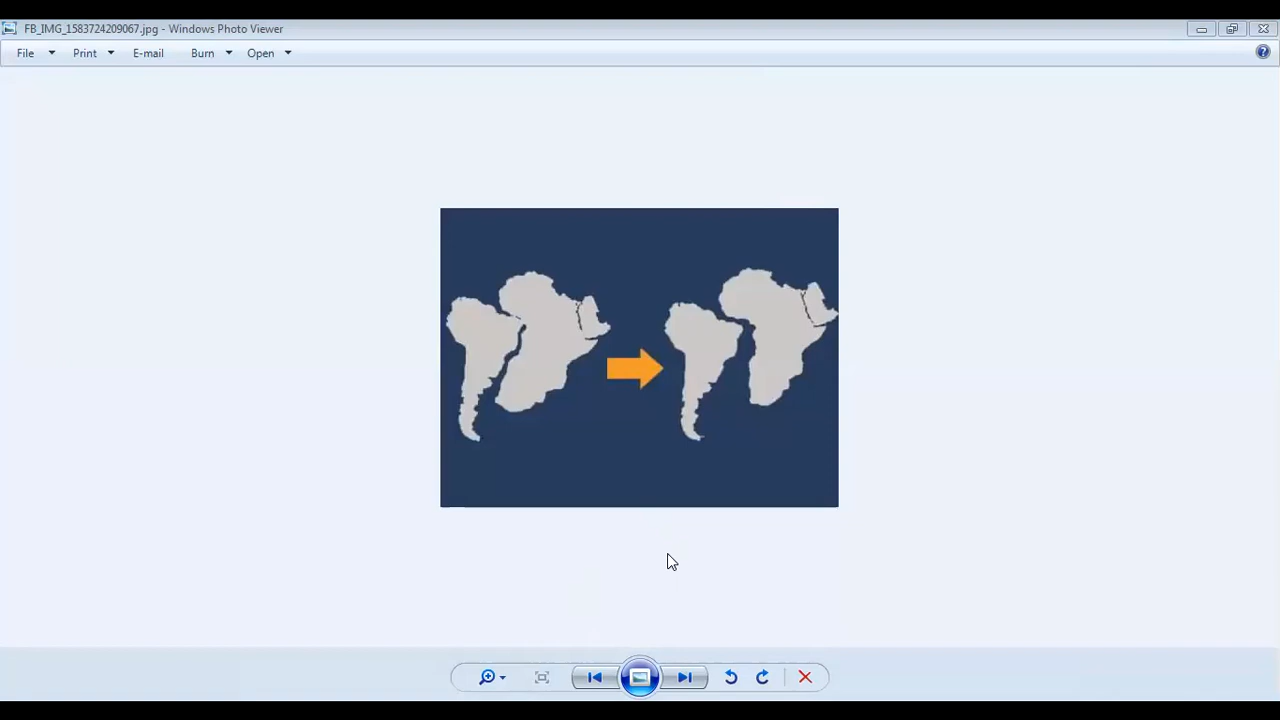 FB_IMG_1583724209067.jpg - Windows Photo Viewer
File Print E-mail Burn Open